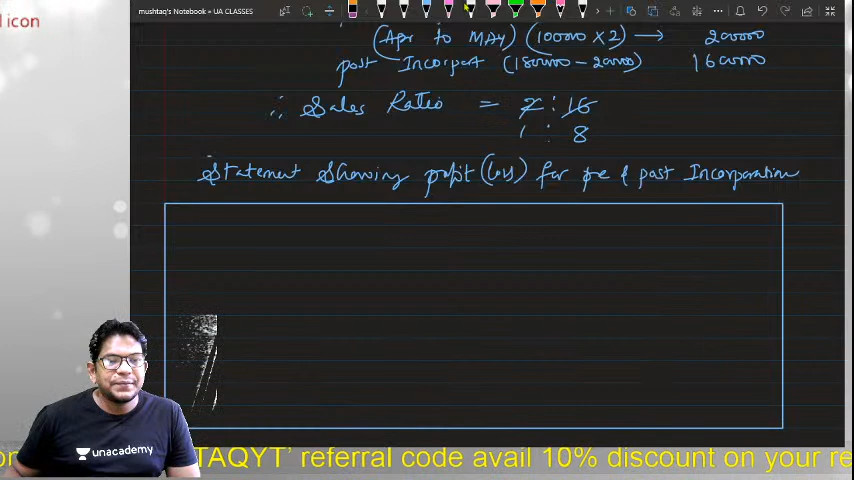 d icon
mushtaq's Notebook » UA CLASSES
(Apr to MAY) (100000 × 2) → 200000
post Incorport (1800000 - 200000) 1600000
∴ Sales Ratio = 2 : 16
1 : 8
Statement Showing profit (loss) for pre & post Incorporation
unacademy
TAQYT' referral code avail 10% discount on your re